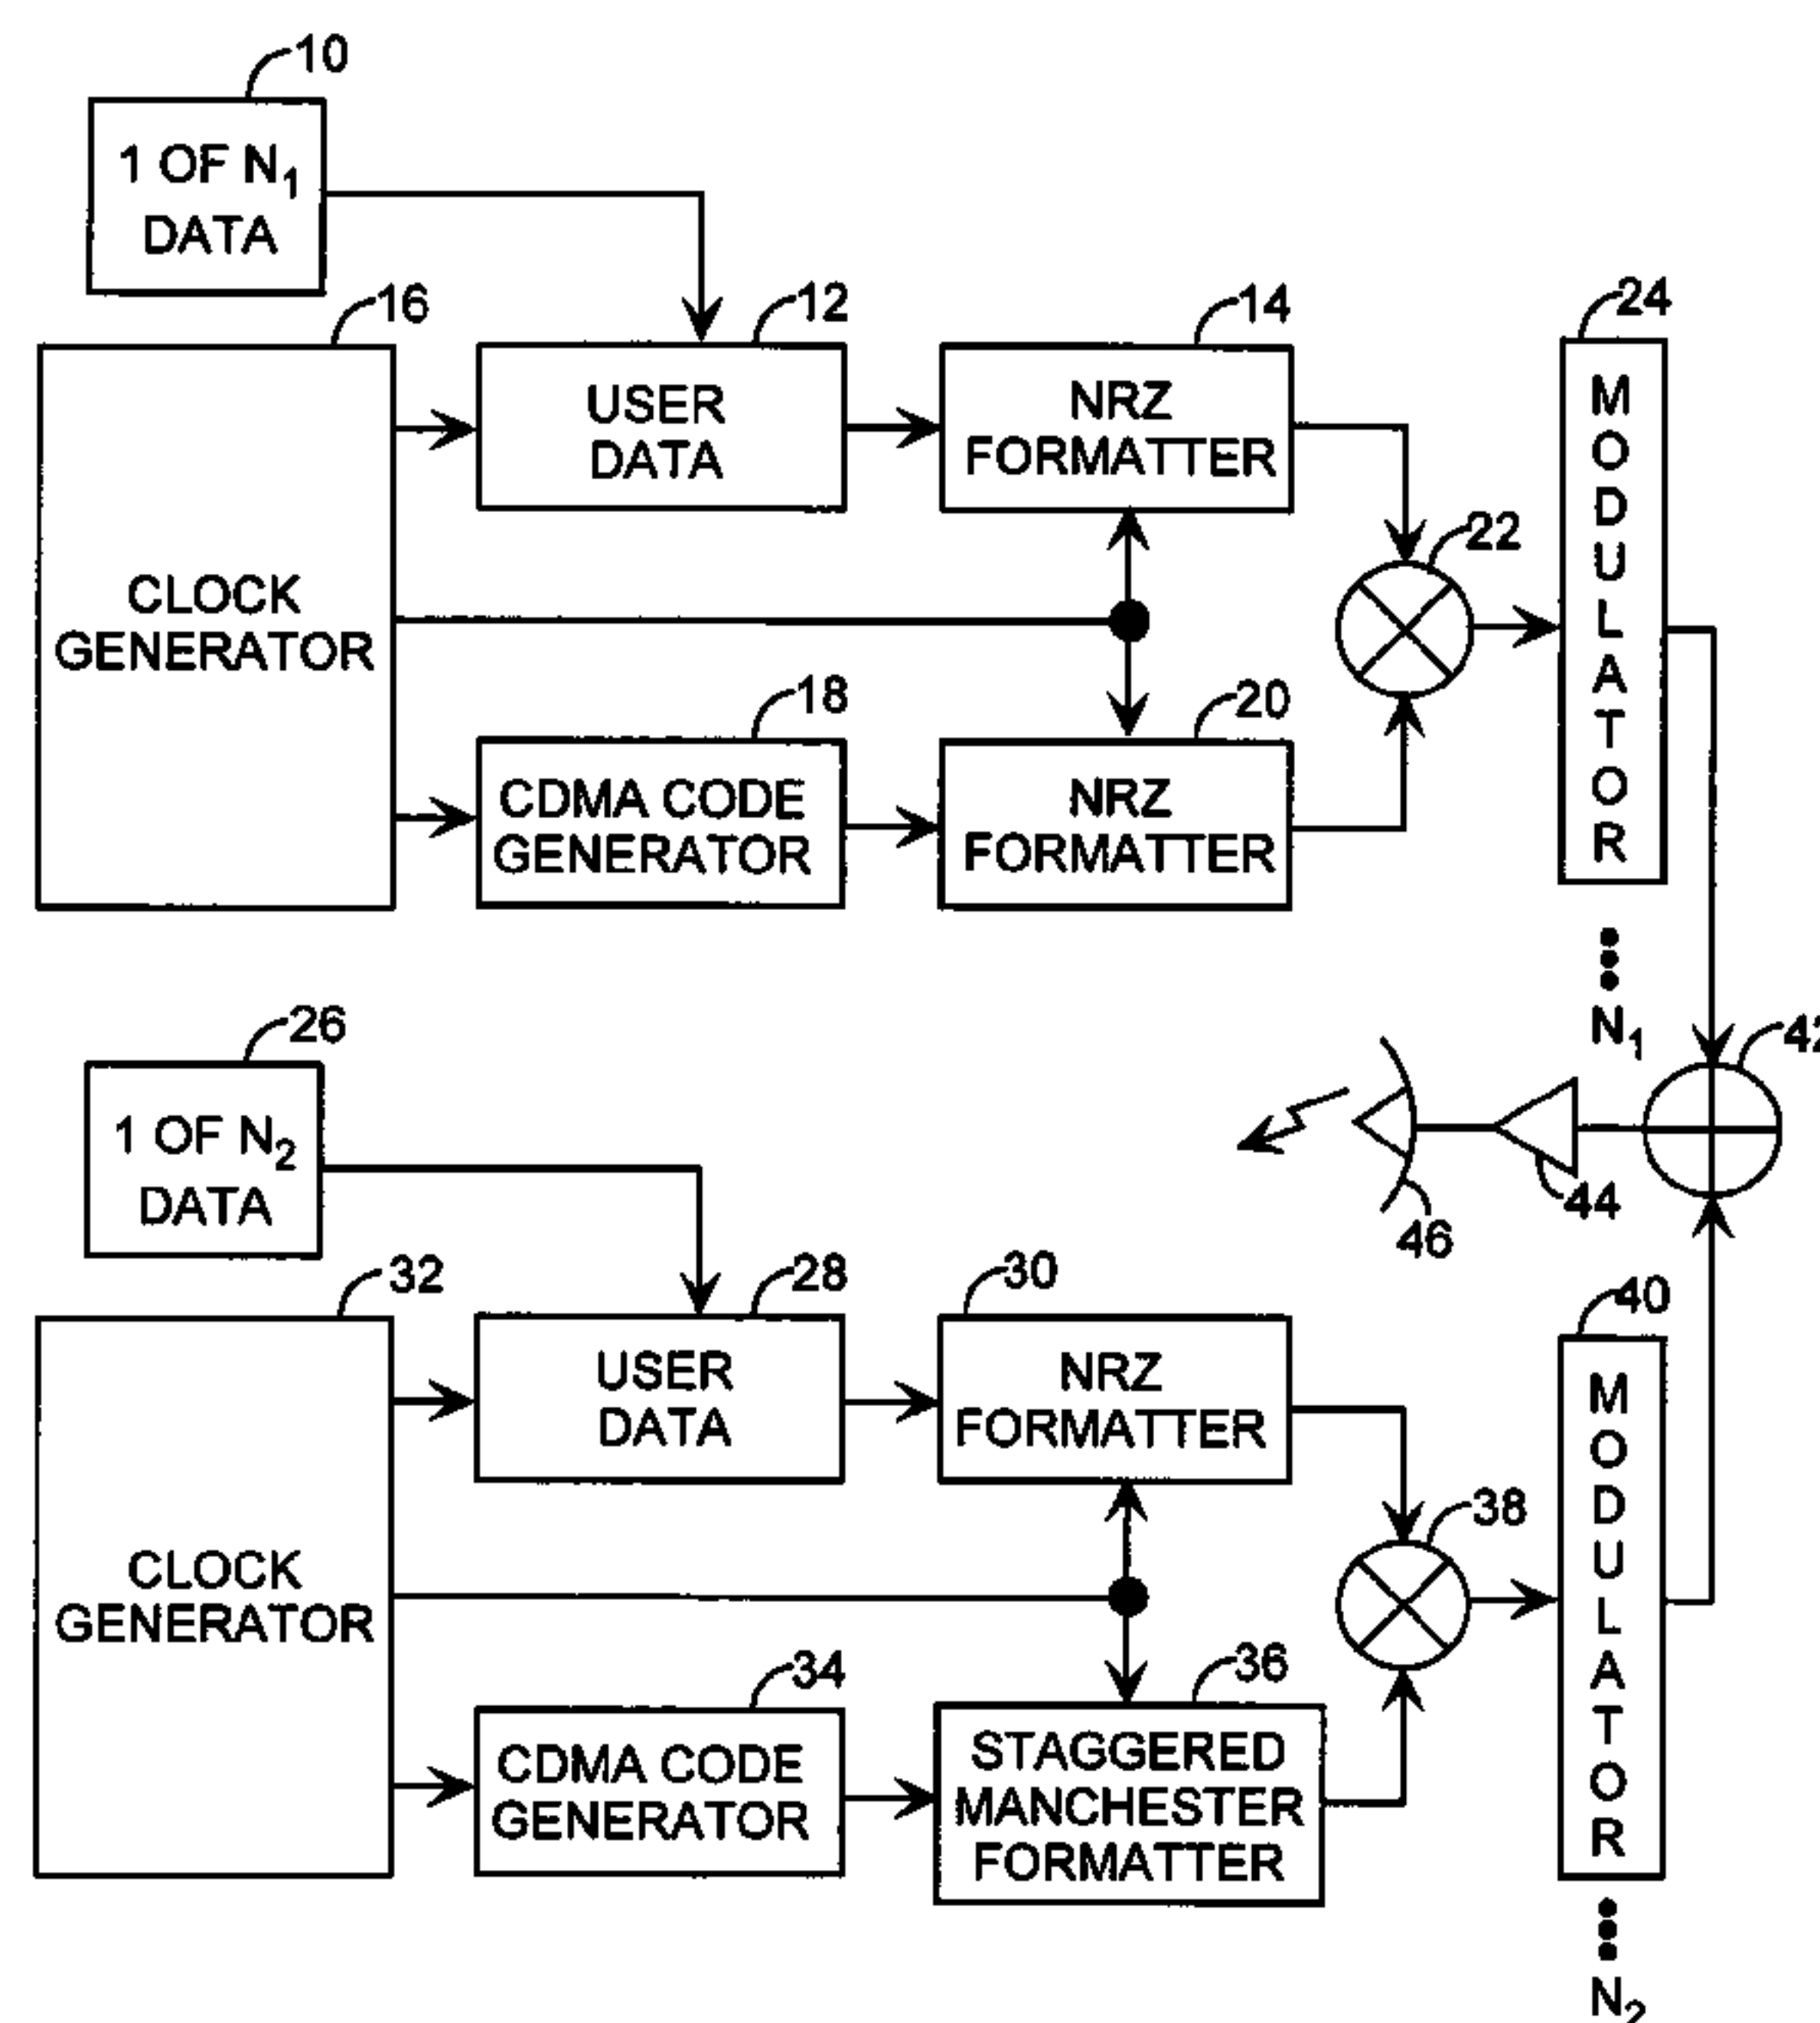 10
1 OF N₁
DATA
16
12
14
24
USER
DATA
NRZ
FORMATTER
MODULATOR
CLOCK
GENERATOR
22
18
20
CDMA CODE
GENERATOR
NRZ
FORMATTER
N₁
26
42
1 OF N₂
DATA
44
46
32
28
30
40
USER
DATA
NRZ
FORMATTER
MODULATOR
CLOCK
GENERATOR
38
34
36
CDMA CODE
GENERATOR
STAGGERED
MANCHESTER
FORMATTER
N₂